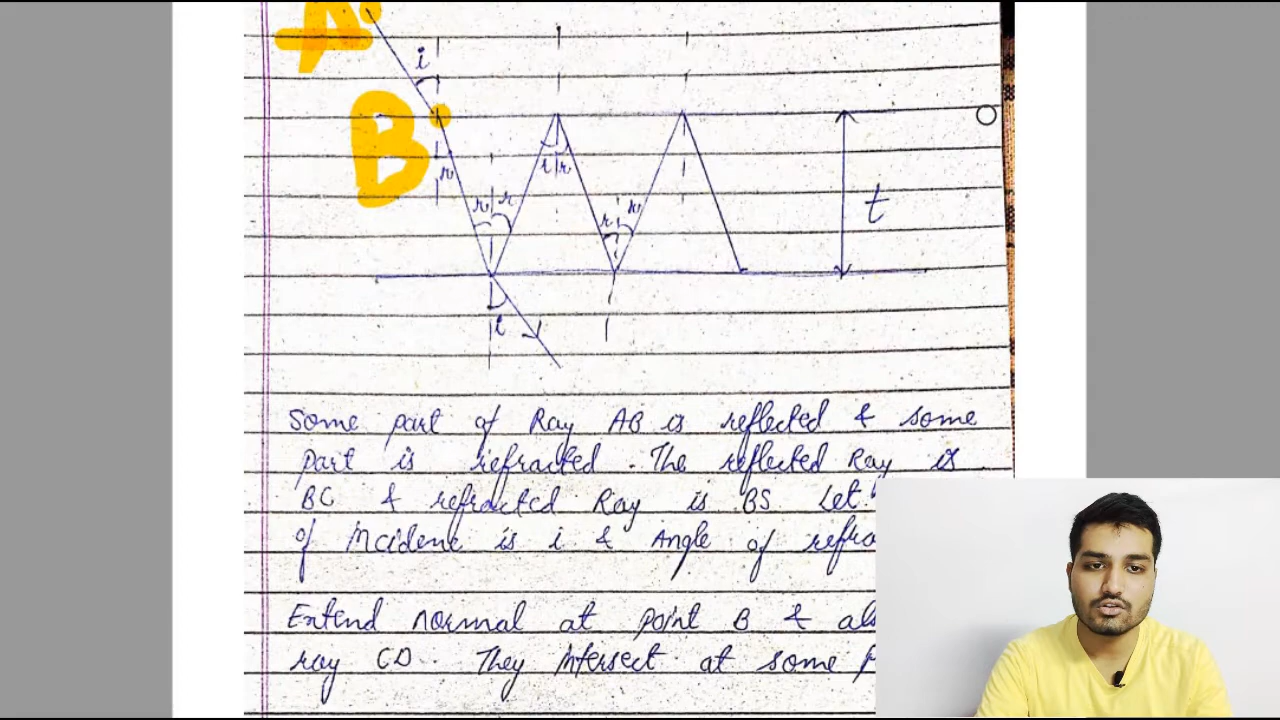 A
i
B
r
r r
i r
r r
t
i
Some part of Ray AB is reflected & some
part is refracted. The reflected Ray is
BC & refracted Ray is BS Let
of incidenc is i & Angle of refra
Extend normal at point B & als
ray CD. They intersect at some